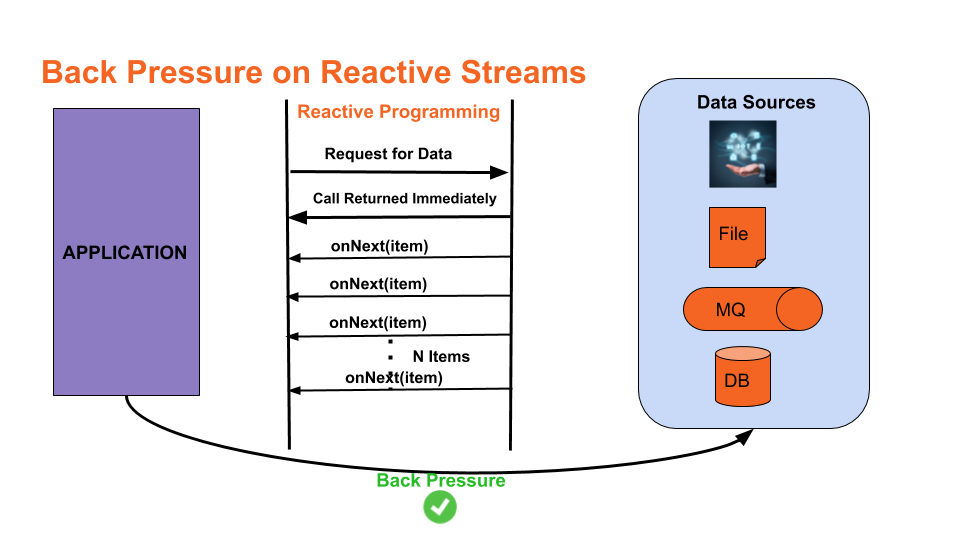 Back Pressure on Reactive Streams
APPLICATION
Reactive Programming
Request for Data
Call Returned Immediately
onNext(item)
onNext(item)
onNext(item)
N Items
onNext(item)
Data Sources
File
MQ
DB
Back Pressure